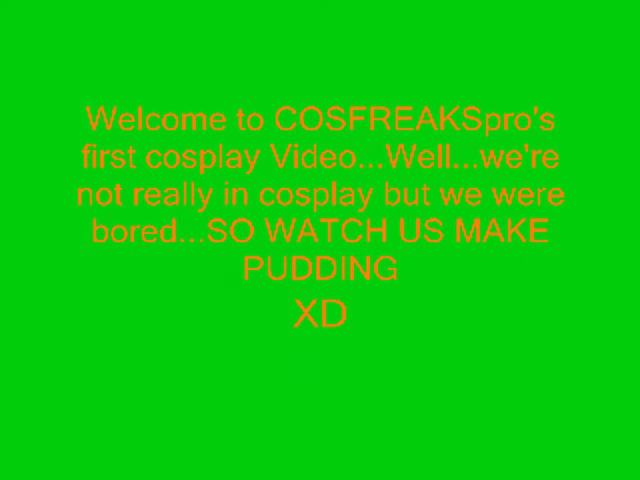 Welcome to COSFREAKSpro's
first cosplay Video...Well...we're
not really in cosplay but we were
bored...SO WATCH US MAKE
PUDDING
XD